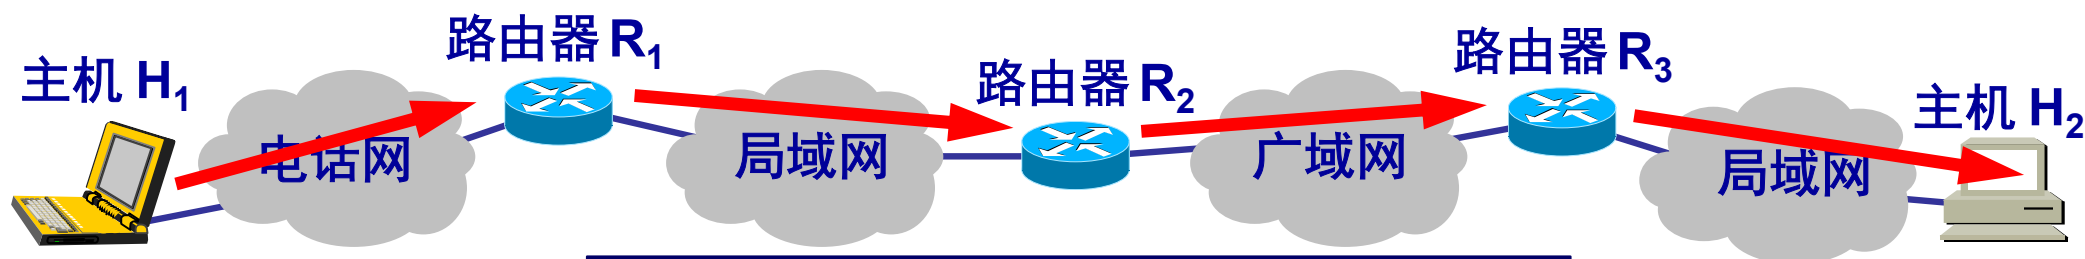 主机 H₁
电话网
路由器 R₁
局域网
路由器 R₂
广域网
路由器 R₃
局域网
主机 H₂